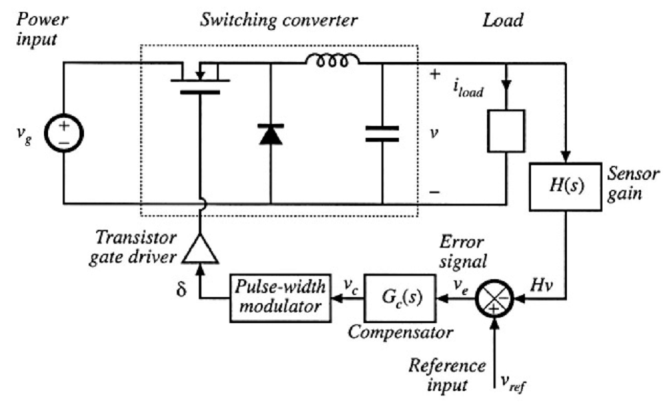 Power
input
Switching converter
Load
v_g
+
−
+
v
−
i_load
H(s)
Sensor
gain
Transistor
gate driver
δ
Pulse-width
modulator
v_c
G_c(s)
Compensator
Error
signal
v_e
Hv
−
+
Reference
input
v_ref